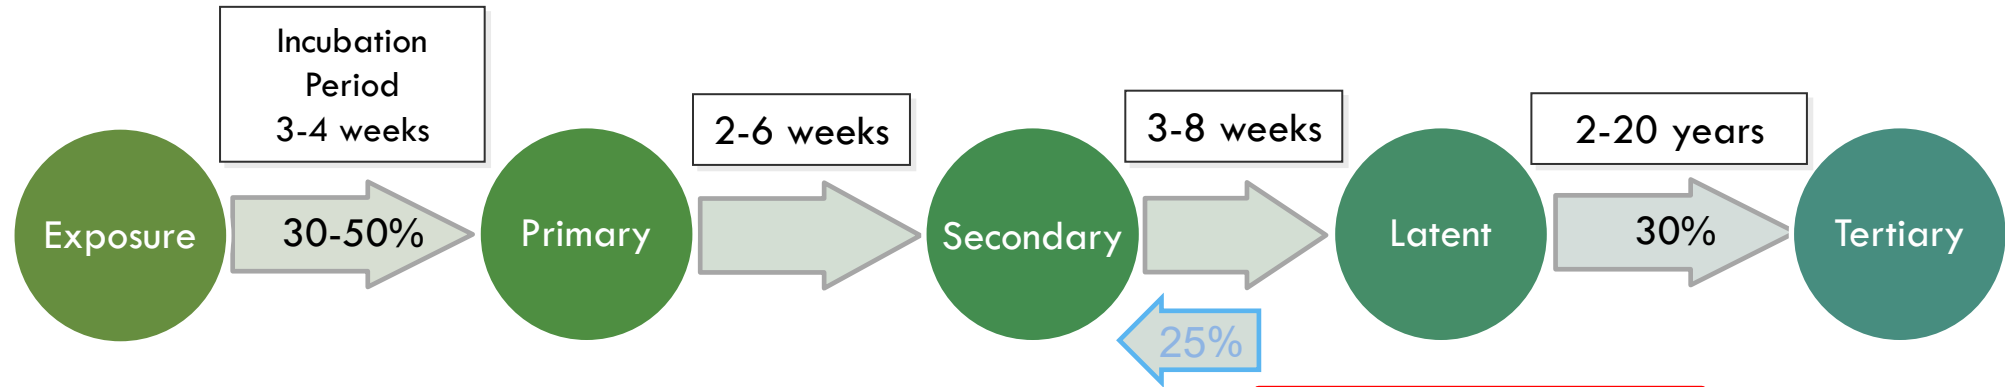 Incubation
Period
3-4 weeks
2-6 weeks
3-8 weeks
2-20 years
Exposure
30-50%
Primary
Secondary
Latent
30%
Tertiary
25%